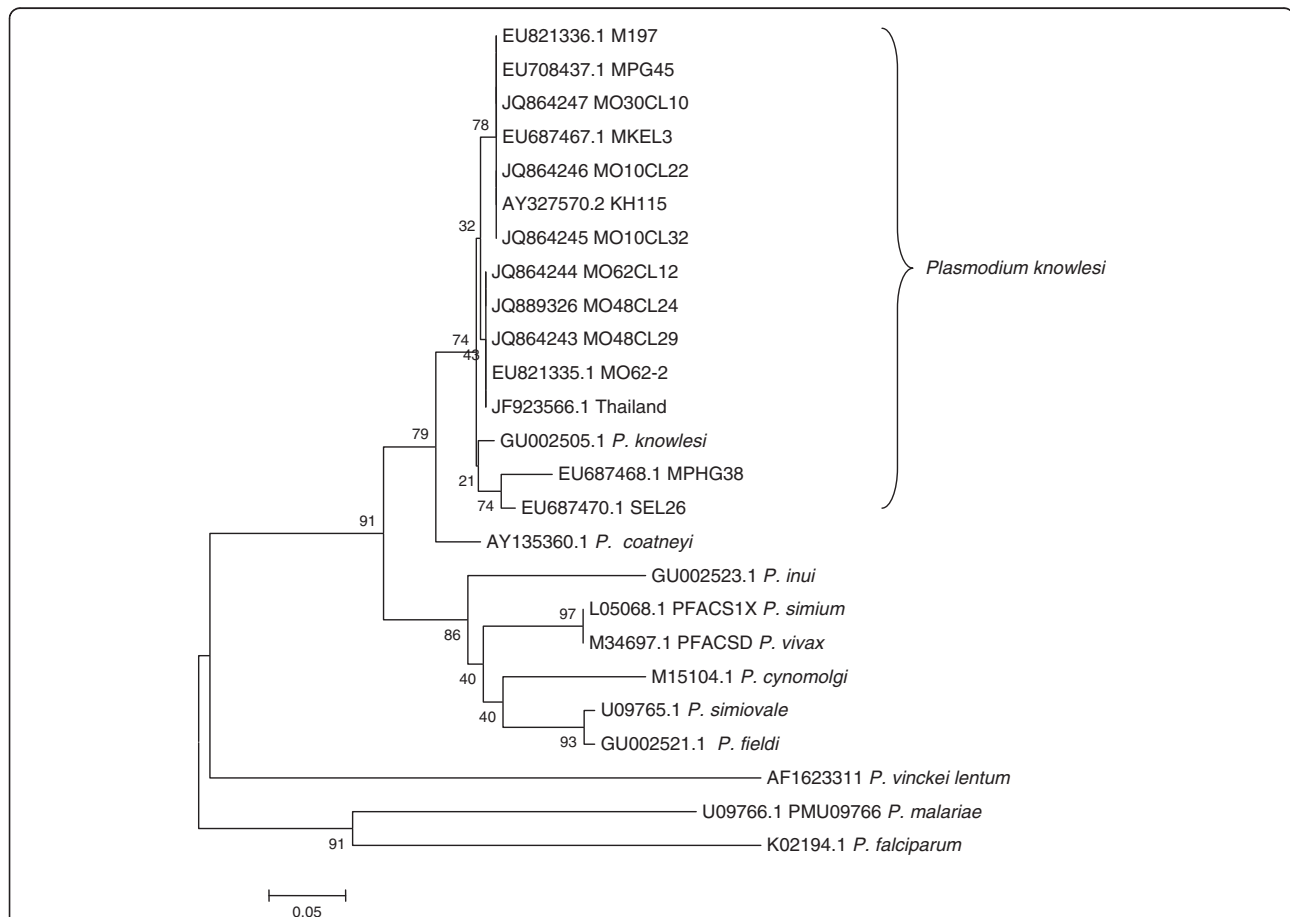 EU821336.1 M197
EU708437.1 MPG45
JQ864247 MO30CL10
78
EU687467.1 MKEL3
JQ864246 MO10CL22
AY327570.2 KH115
32
JQ864245 MO10CL32
JQ864244 MO62CL12
Plasmodium knowlesi
JQ889326 MO48CL24
74
JQ864243 MO48CL29
43
EU821335.1 MO62-2
JF923566.1 Thailand
79
GU002505.1 P. knowlesi
21
EU687468.1 MPHG38
74
EU687470.1 SEL26
91
AY135360.1 P. coatneyi
GU002523.1 P. inui
97
L05068.1 PFACS1X P. simium
86
M34697.1 PFACSD P. vivax
40
M15104.1 P. cynomolgi
40
U09765.1 P. simiovale
93
GU002521.1 P. fieldi
AF1623311 P. vinckei lentum
U09766.1 PMU09766 P. malariae
91
K02194.1 P. falciparum
0.05